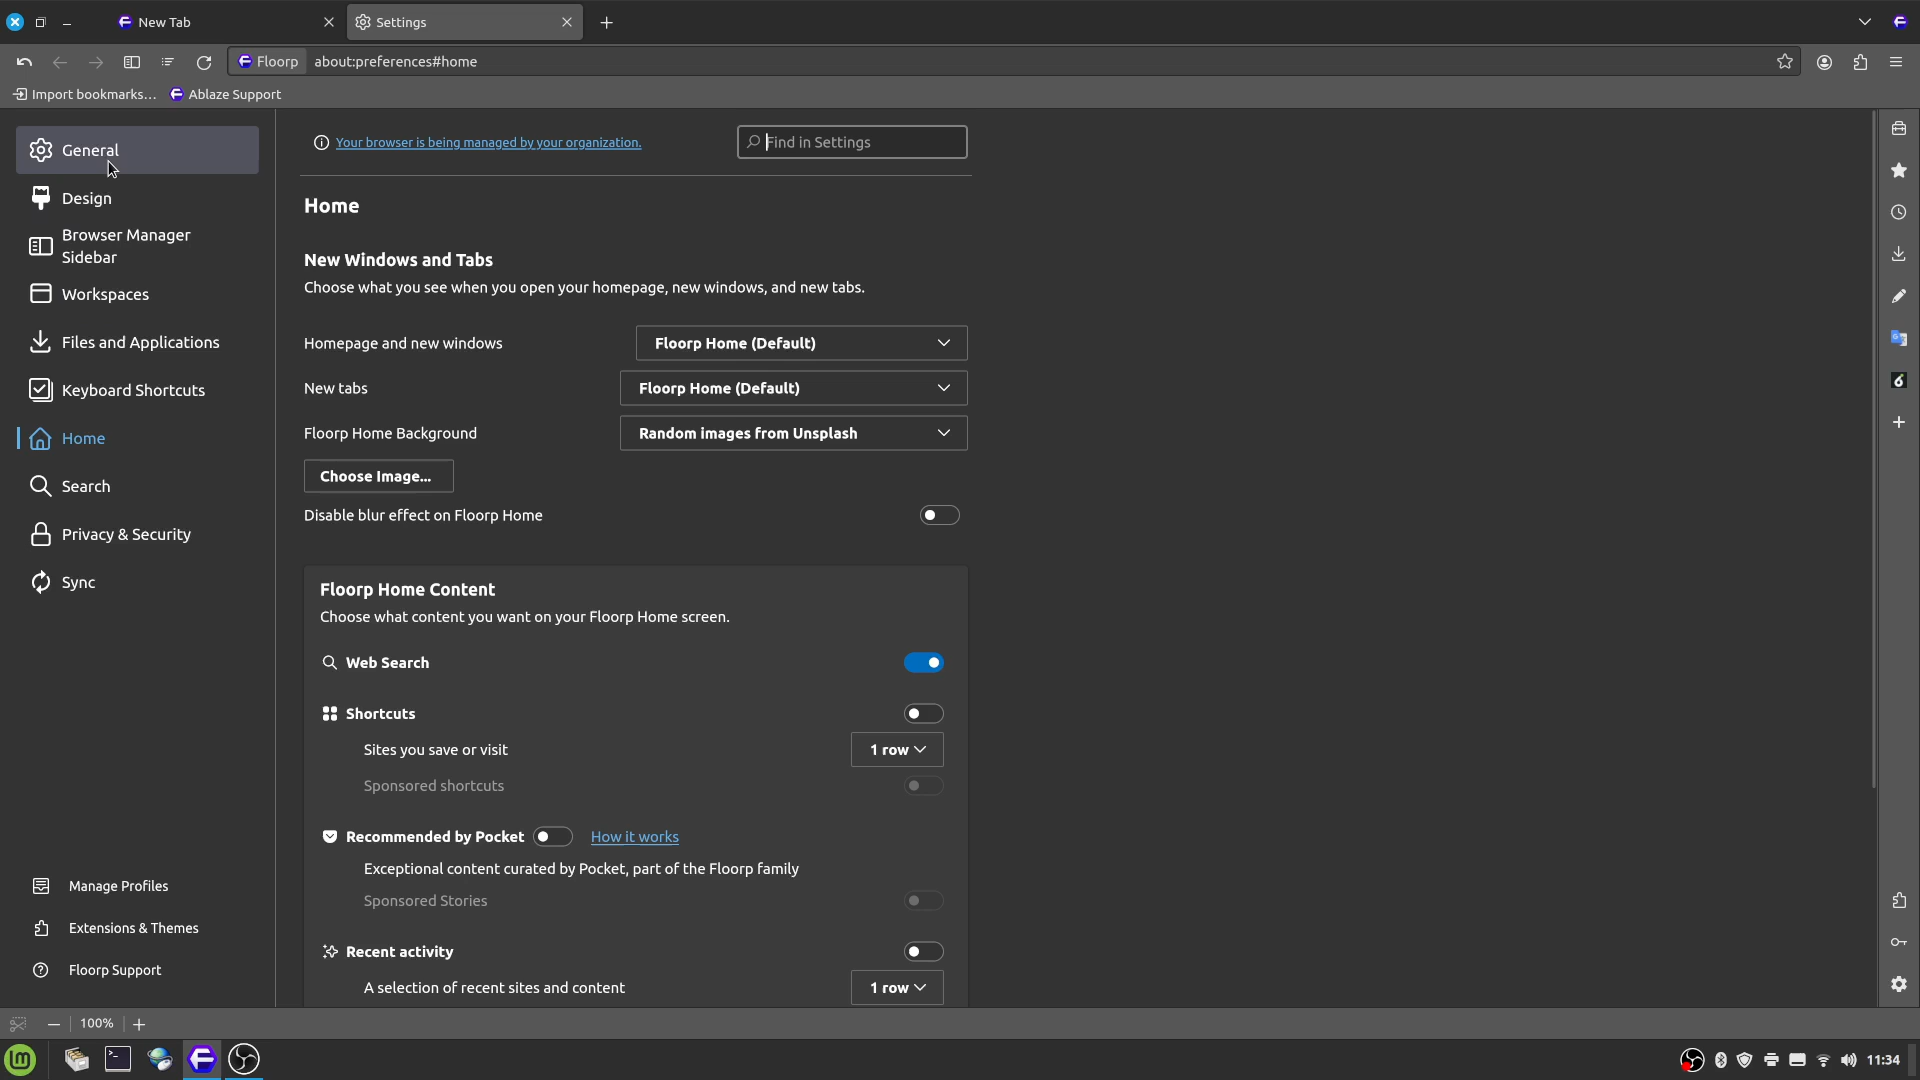 New Tab
Settings
Floorp
about:preferences#home
Import bookmarks...
Ablaze Support
General
Design
Browser Manager
Sidebar
Workspaces
Files and Applications
Keyboard Shortcuts
Home
Search
Privacy & Security
Sync
Manage Profiles
Extensions & Themes
Floorp Support
Your browser is being managed by your organization.
Find in Settings
Home
New Windows and Tabs
Choose what you see when you open your homepage, new windows, and new tabs.
Homepage and new windows
Floorp Home (Default)
New tabs
Floorp Home (Default)
Floorp Home Background
Random images from Unsplash
Choose Image...
Disable blur effect on Floorp Home
Floorp Home Content
Choose what content you want on your Floorp Home screen.
Web Search
Shortcuts
Sites you save or visit
1 row
Sponsored shortcuts
Recommended by Pocket
How it works
Exceptional content curated by Pocket, part of the Floorp family
Sponsored Stories
Recent activity
A selection of recent sites and content
1 row
100%
11:34